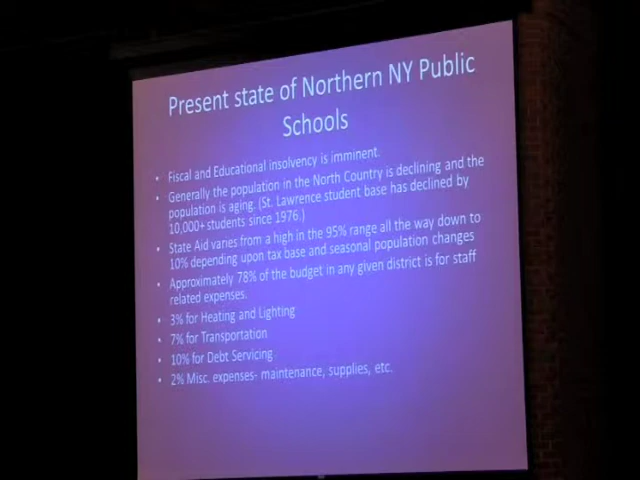 Present state of Northern NY Public
Schools
• Fiscal and Educational insolvency is imminent.
• Generally the population in the North Country is declining and the
population is aging. (St. Lawrence student base has declined by
10,000+ students since 1976.)
• State Aid varies from a high in the 95% range all the way down to
10% depending upon tax base and seasonal population changes
• Approximately 78% of the budget in any given district is for staff
related expenses.
• 3% for Heating and Lighting
• 7% for Transportation
• 10% for Debt Servicing
• 2% Misc. expenses- maintenance, supplies, etc.